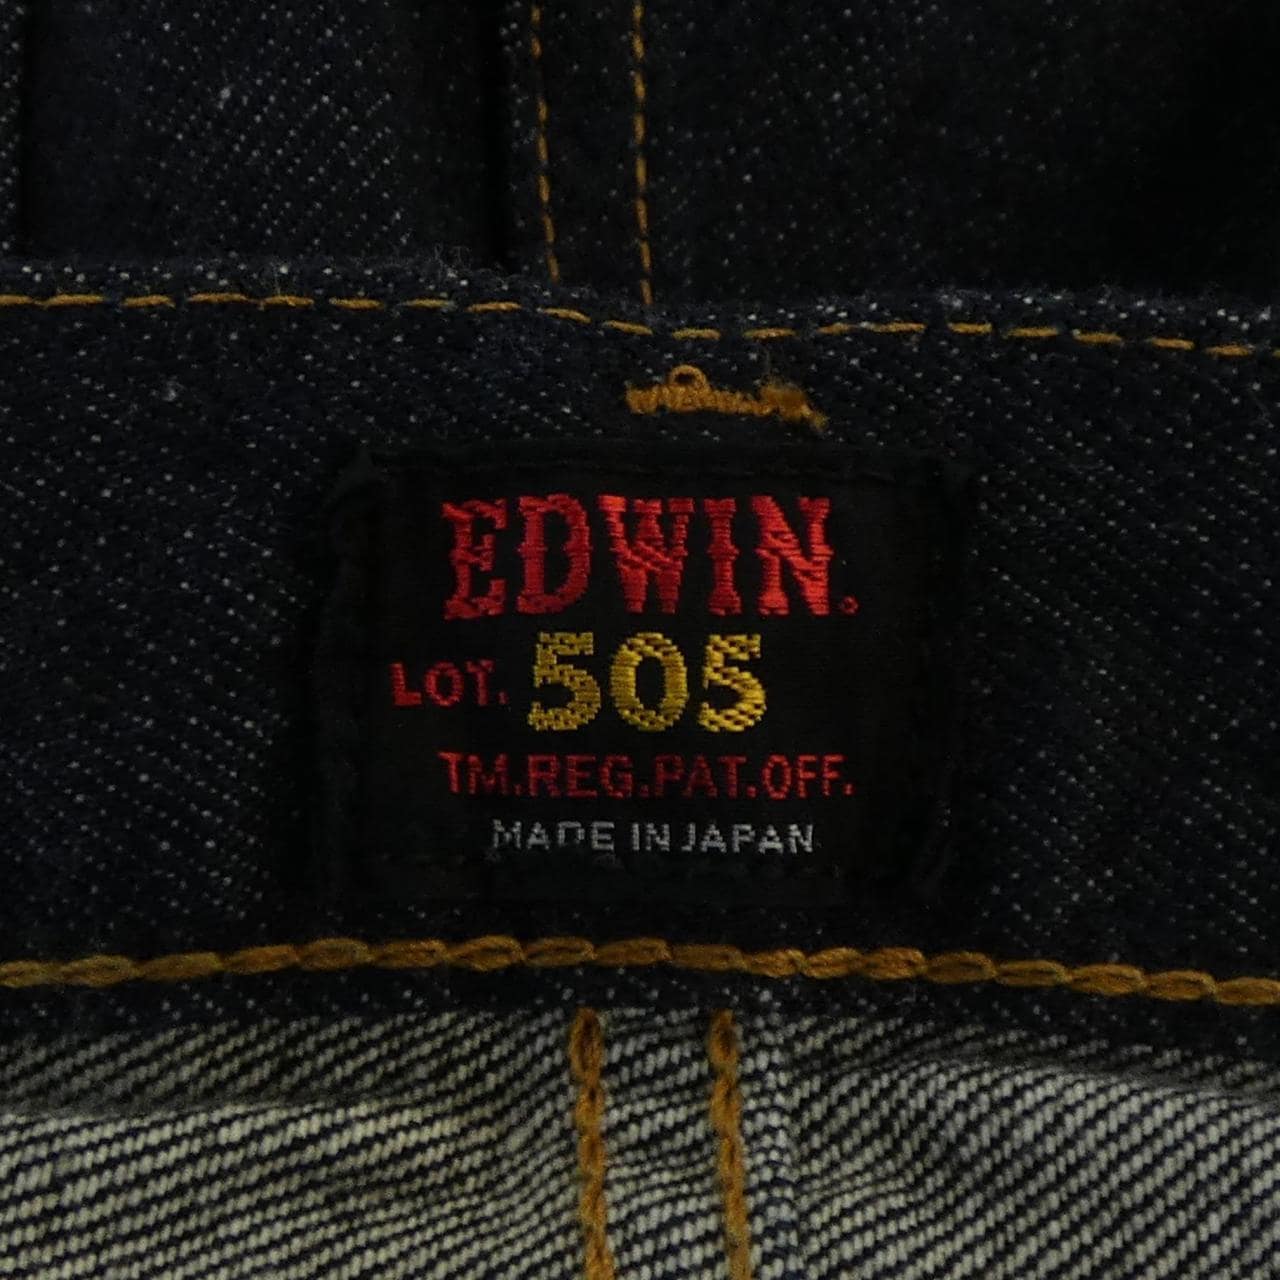 EDWIN.
LOT. 505
TM.REG.PAT.OFF.
MADE IN JAPAN